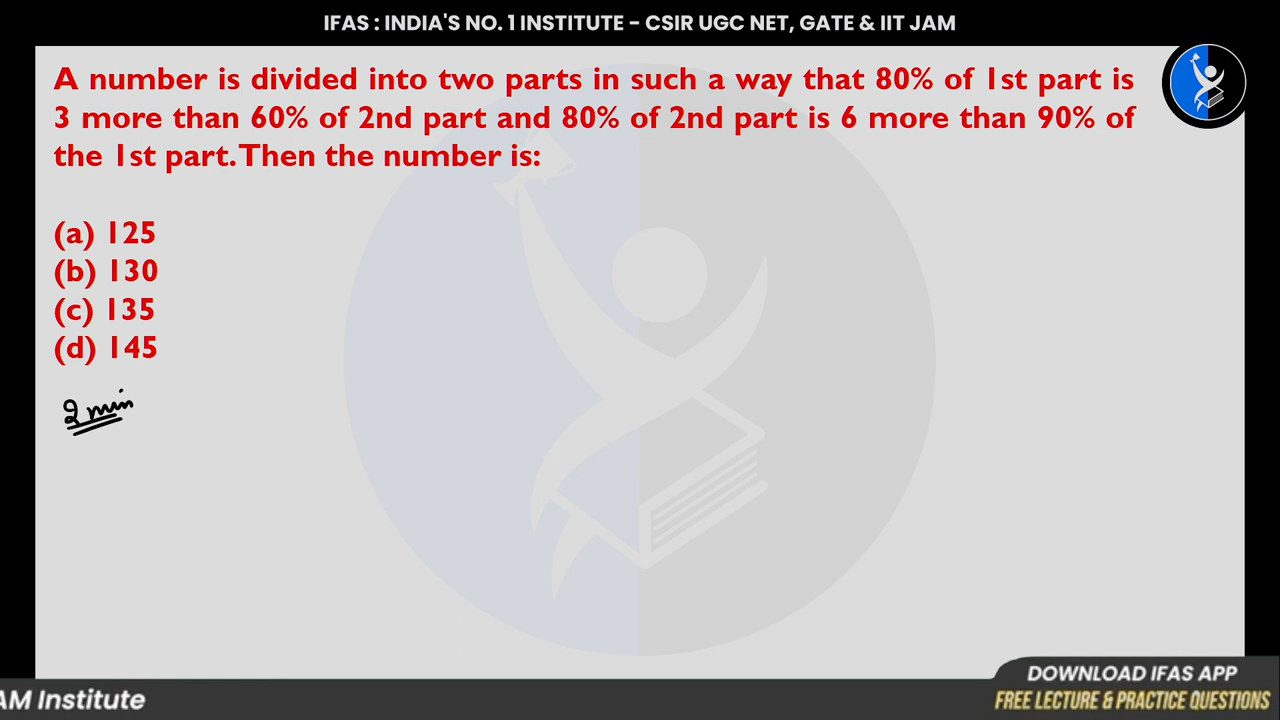 IFAS : INDIA'S NO. 1 INSTITUTE - CSIR UGC NET, GATE & IIT JAM
A number is divided into two parts in such a way that 80% of 1st part is
3 more than 60% of 2nd part and 80% of 2nd part is 6 more than 90% of
the 1st part. Then the number is:
(a) 125
(b) 130
(c) 135
(d) 145
2 min
DOWNLOAD IFAS APP
FREE LECTURE & PRACTICE QUESTIONS
AM Institute